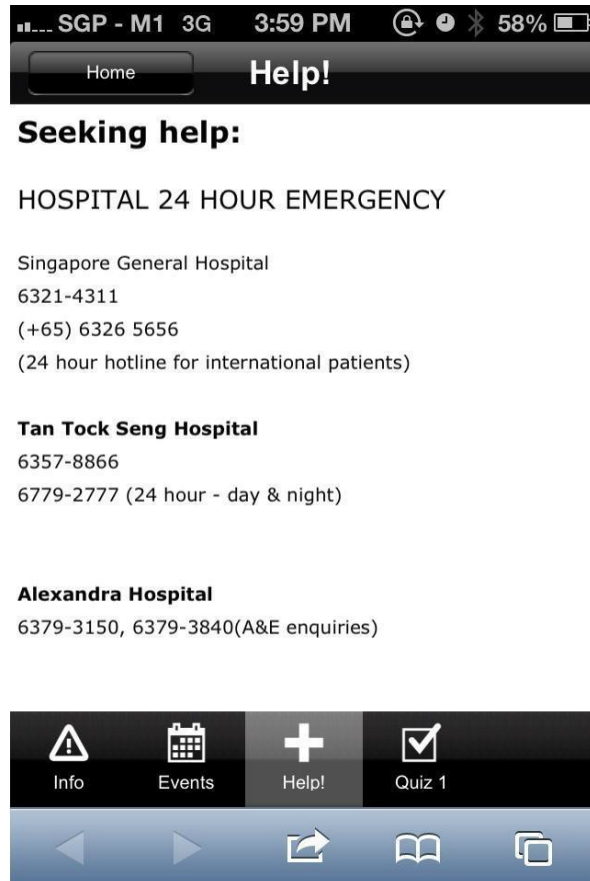 SGP - M1 3G 3:59 PM 58%
Home Help!
Seeking help:
HOSPITAL 24 HOUR EMERGENCY
Singapore General Hospital
6321-4311
(+65) 6326 5656
(24 hour hotline for international patients)
Tan Tock Seng Hospital
6357-8866
6779-2777 (24 hour - day & night)
Alexandra Hospital
6379-3150, 6379-3840(A&E enquiries)
Info Events Help! Quiz 1